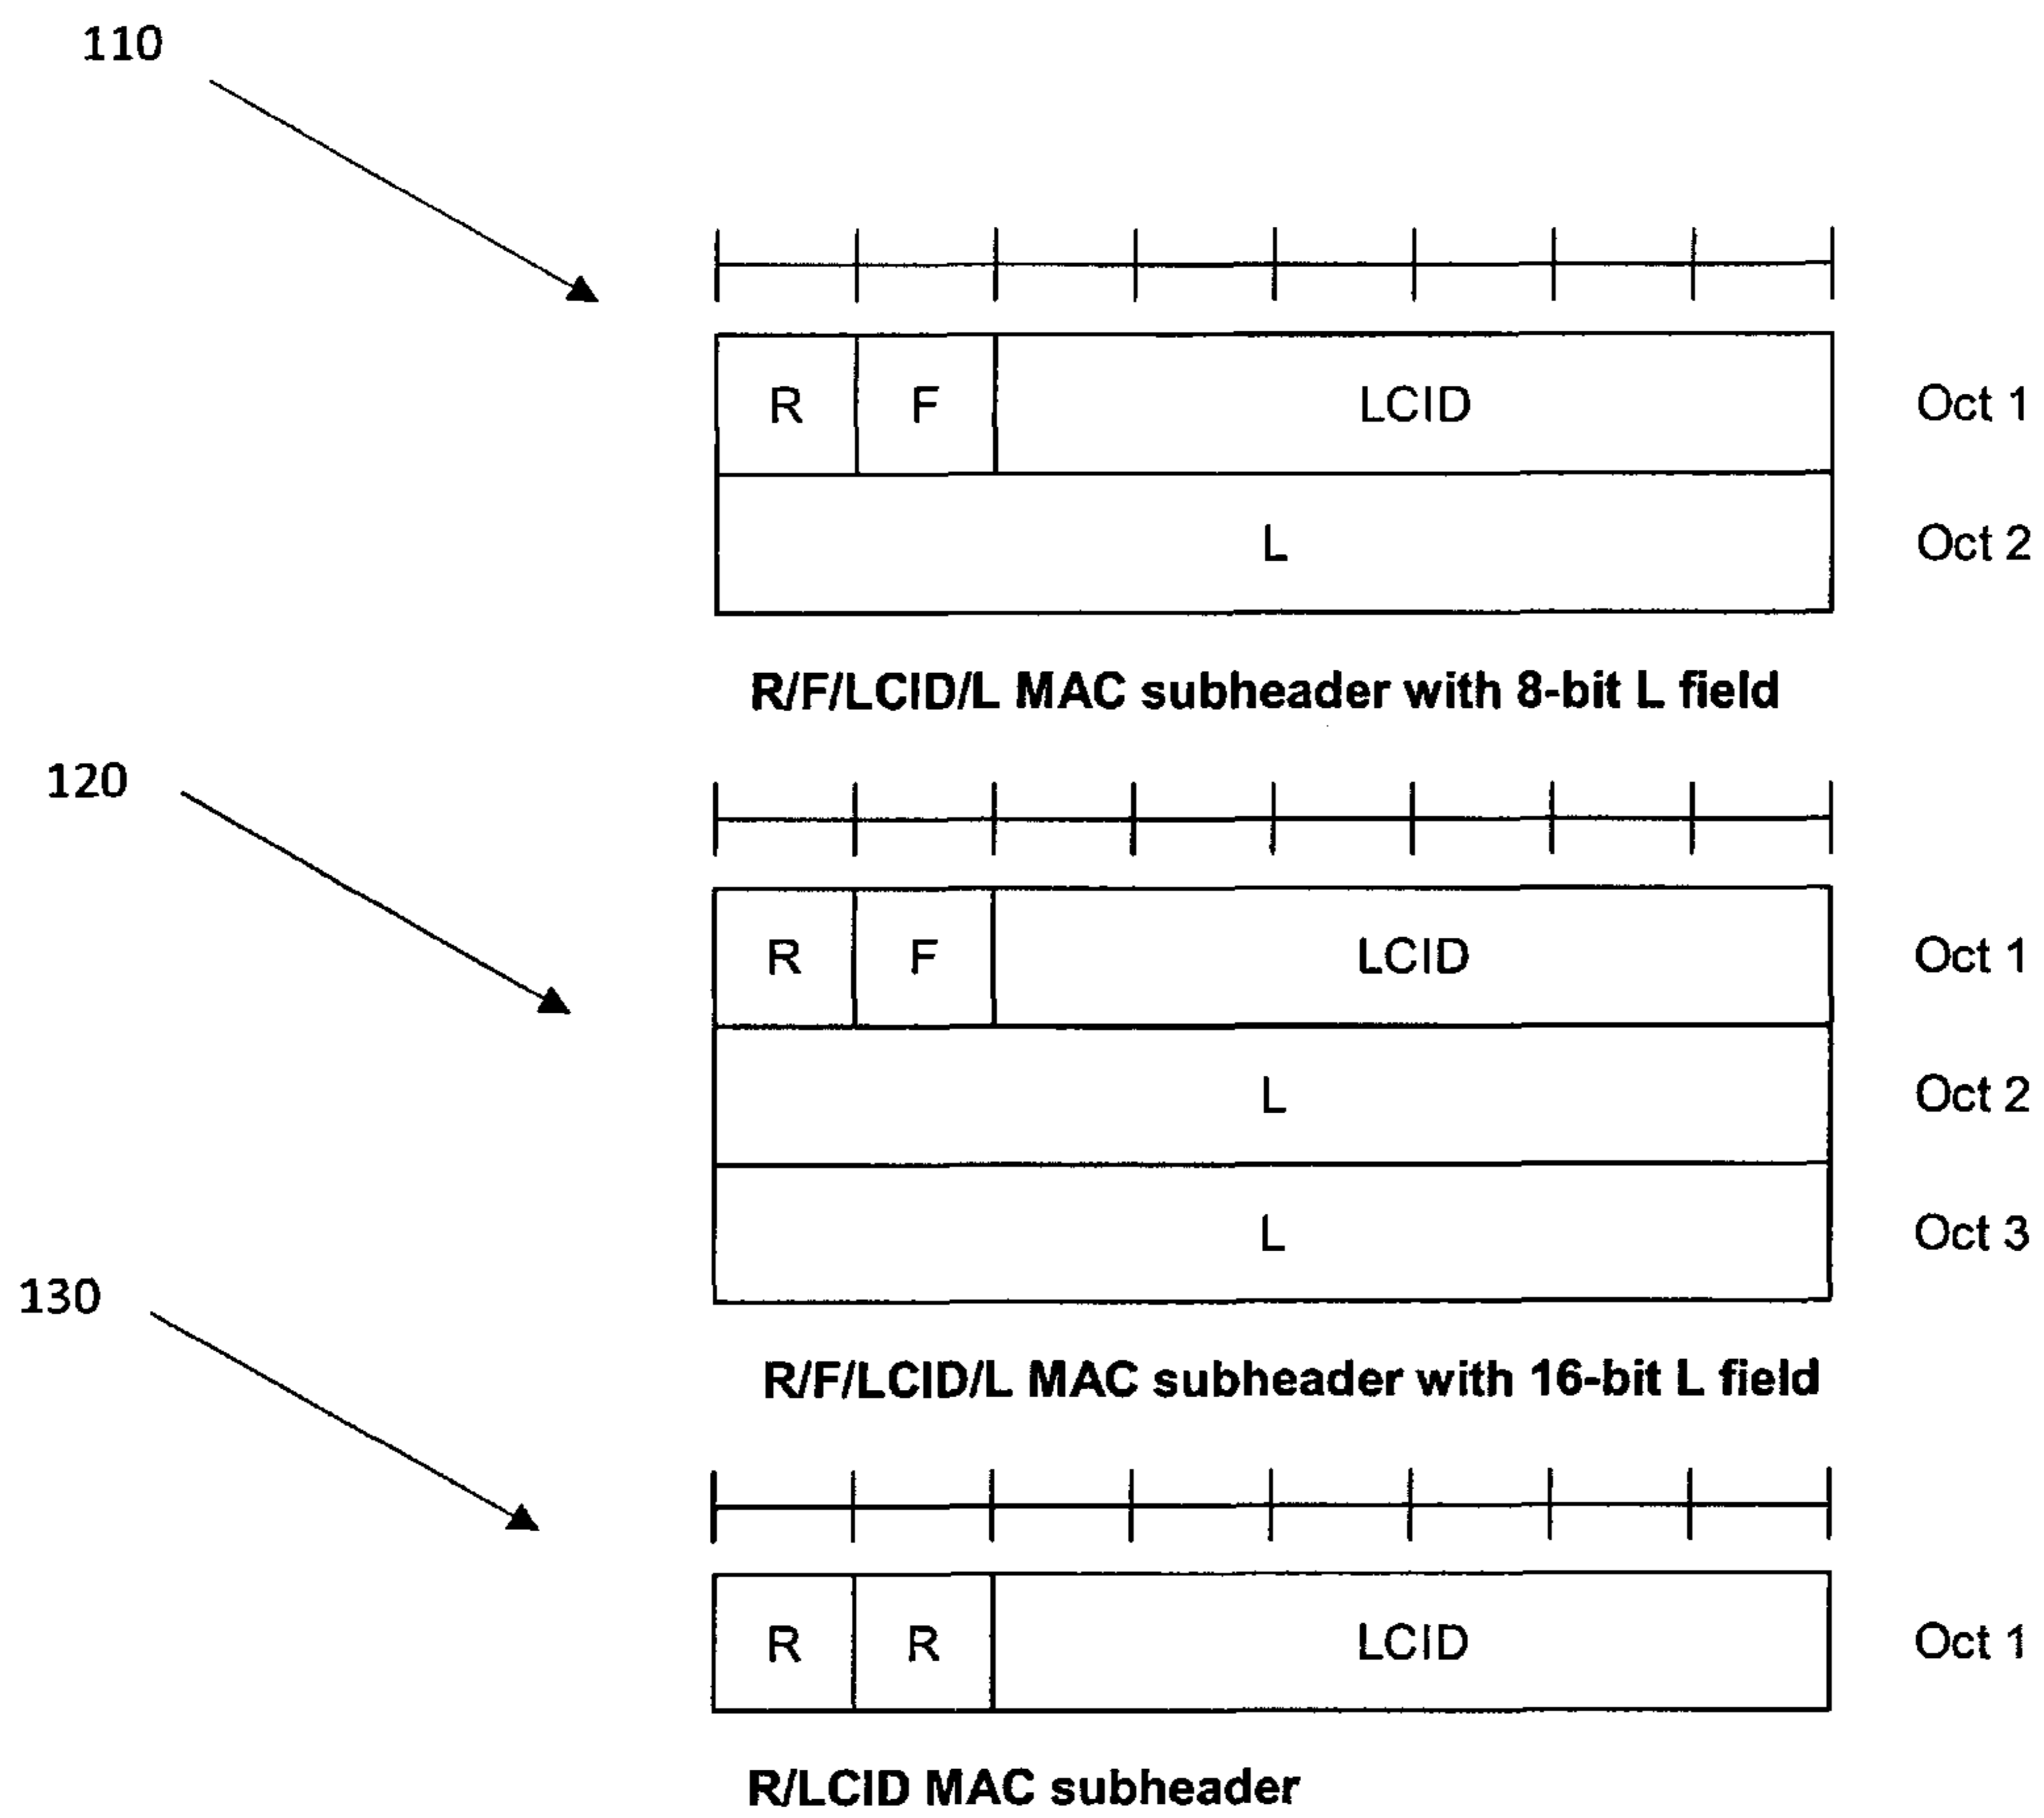 110
R F LCID Oct 1
L Oct 2
R/F/LCID/L MAC subheader with 8-bit L field
120
R F LCID Oct 1
L Oct 2
L Oct 3
130
R/F/LCID/L MAC subheader with 16-bit L field
R R LCID Oct 1
R/LCID MAC subheader